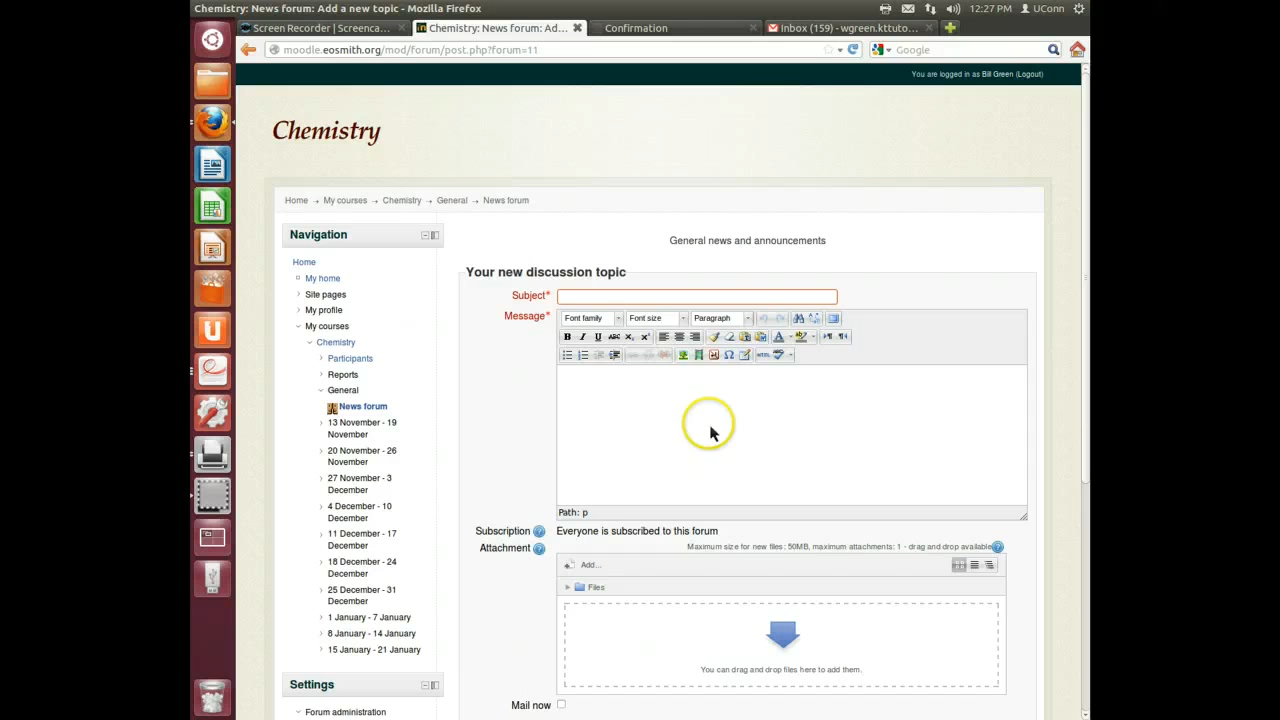 Chemistry: News forum: Add a new topic - Mozilla Firefox
12:27 PM
UConn
Screen Recorder | Screenca...
Chemistry: News forum: Ad...
Confirmation
Inbox (159) - wgreen.kttuto...
moodle.eosmith.org/mod/forum/post.php?forum=11
Google
You are logged in as Bill Green (Logout)
Chemistry
Home → My courses → Chemistry → General → News forum
Navigation
Home
My home
Site pages
My profile
My courses
Chemistry
Participants
Reports
General
News forum
13 November - 19
November
20 November - 26
November
27 November - 3
December
4 December - 10
December
11 December - 17
December
18 December - 24
December
25 December - 31
December
1 January - 7 January
8 January - 14 January
15 January - 21 January
Settings
Forum administration
General news and announcements
Your new discussion topic
Subject*
Message*
Font family
Font size
Paragraph
B I U ABC x₂ x²
HTML
Path: p
Subscription
Everyone is subscribed to this forum
Attachment
Maximum size for new files: 50MB, maximum attachments: 1 - drag and drop available
Add...
Files
You can drag and drop files here to add them.
Mail now